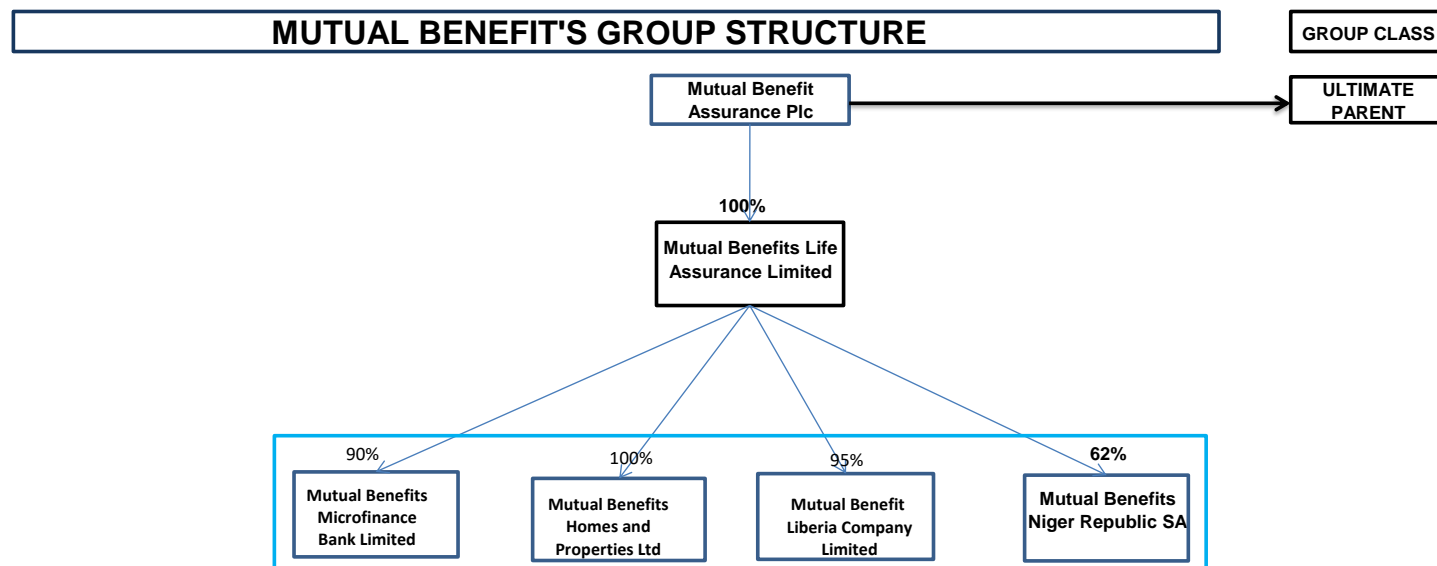 MUTUAL BENEFIT'S GROUP STRUCTURE
GROUP CLASS
Mutual Benefit
Assurance Plc
ULTIMATE
PARENT
100%
Mutual Benefits Life
Assurance Limited
90%
100%
95%
62%
Mutual Benefits
Microfinance
Bank Limited
Mutual Benefits
Homes and
Properties Ltd
Mutual Benefit
Liberia Company
Limited
Mutual Benefits
Niger Republic SA